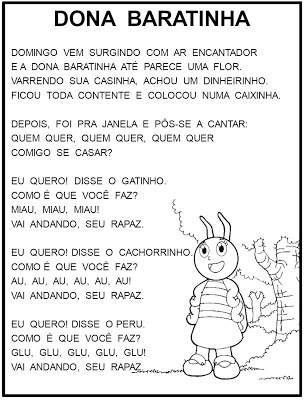 DONA BARATINHA
DOMINGO VEM SURGINDO COM AR ENCANTADOR
E A DONA BARATINHA ATÉ PARECE UMA FLOR.
VARRENDO SUA CASINHA, ACHOU UM DINHEIRINHO.
FICOU TODA CONTENTE E COLOCOU NUMA CAIXINHA.
DEPOIS, FOI PRA JANELA E PÔS-SE A CANTAR:
QUEM QUER, QUEM QUER, QUEM QUER
COMIGO SE CASAR?
EU QUERO! DISSE O GATINHO.
COMO É QUE VOCÊ FAZ?
MIAU, MIAU, MIAU!
VAI ANDANDO, SEU RAPAZ.
EU QUERO! DISSE O CACHORRINHO.
COMO É QUE VOCÊ FAZ?
AU, AU, AU, AU, AU, AU!
VAI ANDANDO, SEU RAPAZ.
EU QUERO! DISSE O PERU.
COMO É QUE VOCÊ FAZ?
GLU, GLU, GLU, GLU, GLU!
VAI ANDANDO, SEU RAPAZ